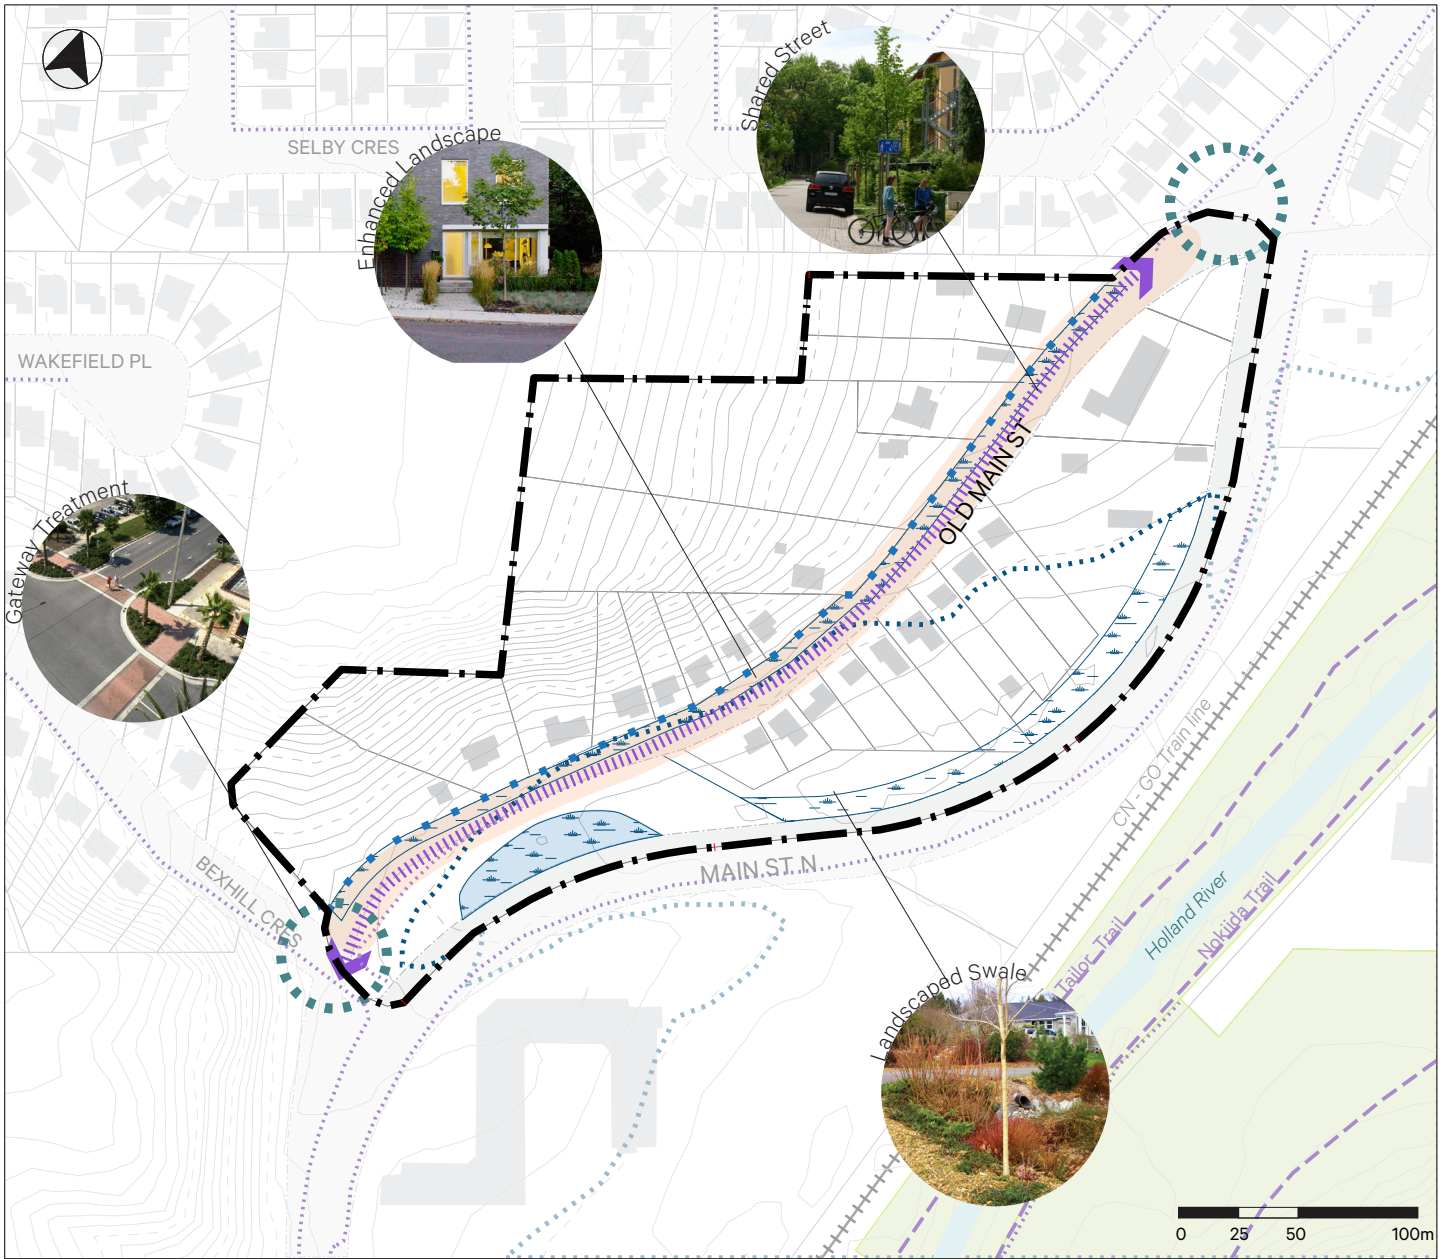 Shared Street
Enhanced Landscape
SELBY CRES
WAKEFIELD PL
Gateway Treatment
OLD MAIN ST
CN - GO Train line
MAIN ST N
BEXHILL CRES
Holland River
Nokiida Trail
Tailor Trail
Landscaped Swale
0 25 50 100m